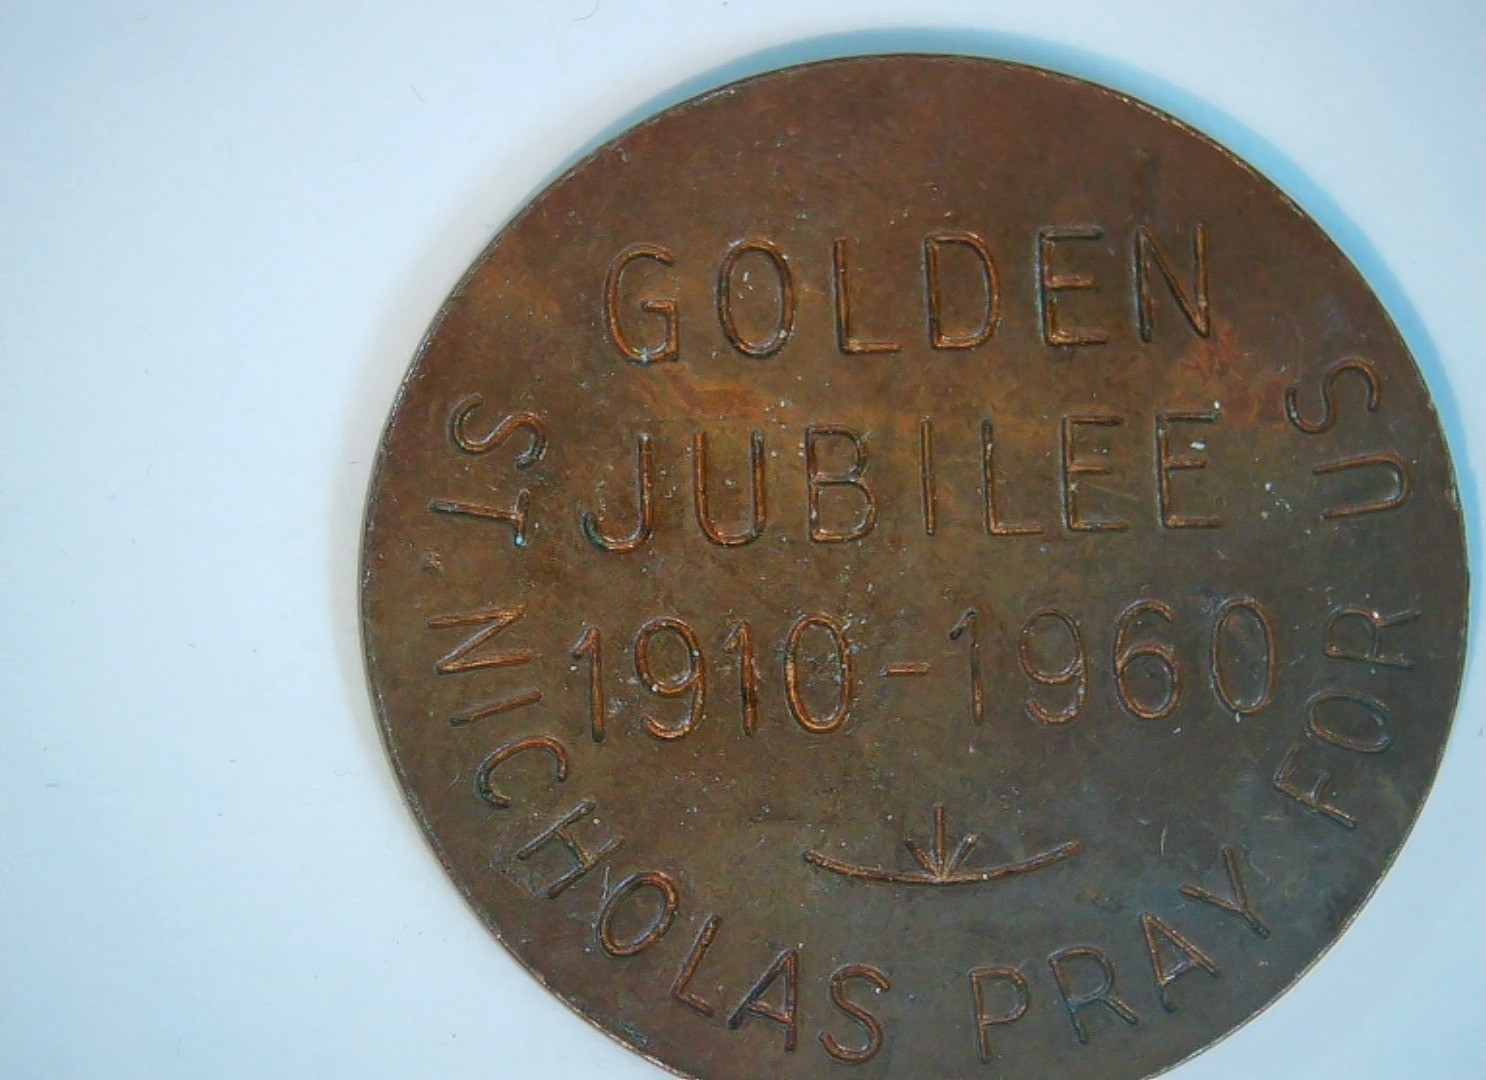 GOLDEN
JUBILEE
1910-1960
ST. NICHOLAS PRAY FOR US